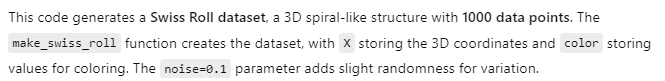 This code generates a Swiss Roll dataset, a 3D spiral-like structure with 1000 data points. The
make_swiss_roll function creates the dataset, with X storing the 3D coordinates and color storing
values for coloring. The noise=0.1 parameter adds slight randomness for variation.